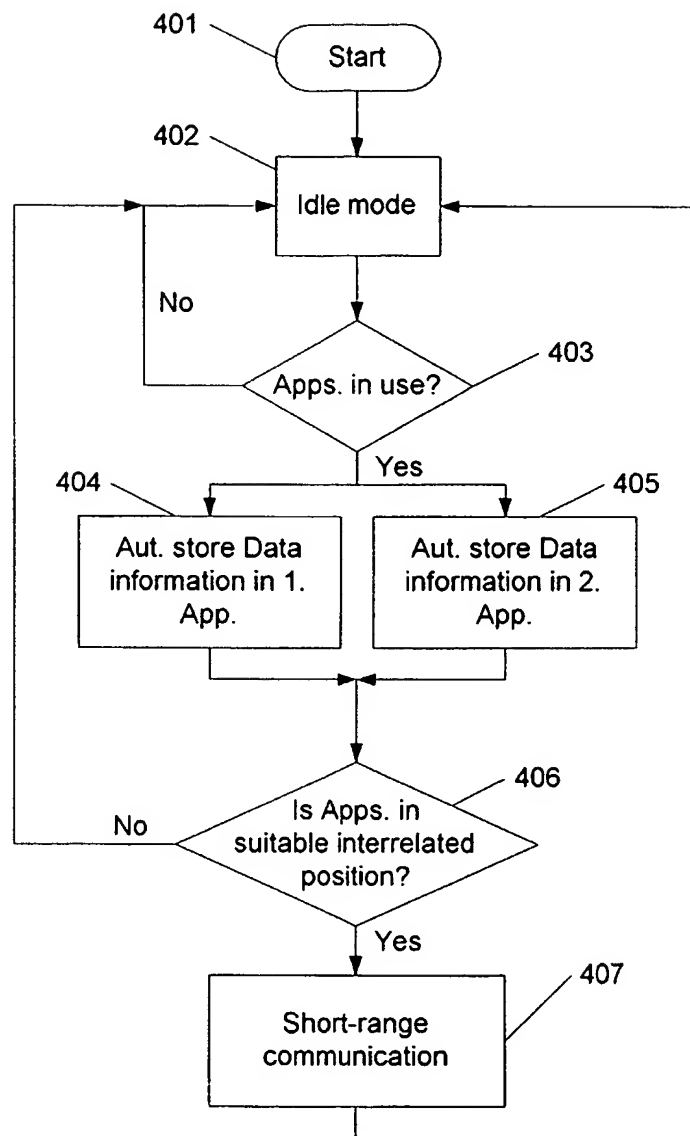 401
Start
402
Idle mode
No
403
Apps. in use?
Yes
404
405
Aut. store Data
information in 1.
App.
Aut. store Data
information in 2.
App.
406
No
Is Apps. in
suitable interrelated
position?
Yes
407
Short-range
communication